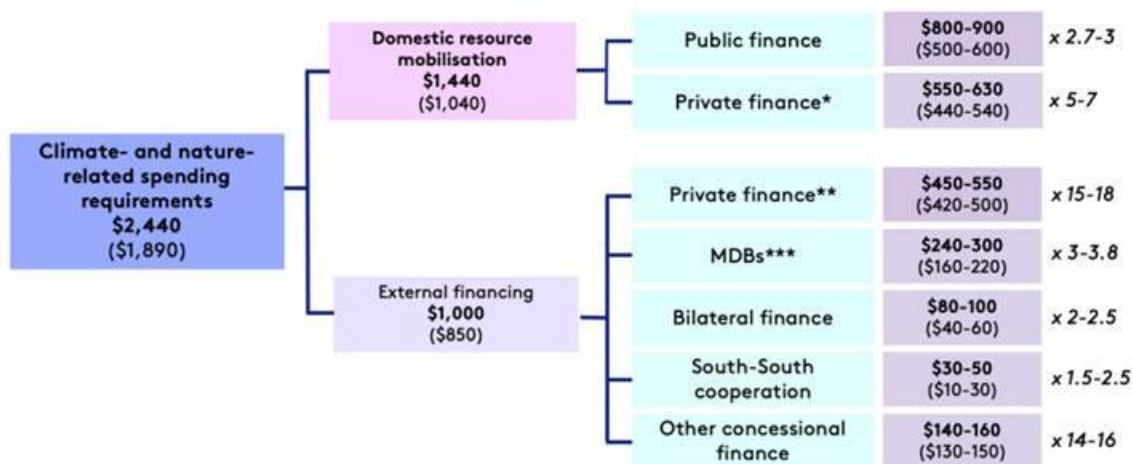 Climate- and nature-
related spending
requirements
$2,440
($1,890)
Domestic resource
mobilisation
$1,440
($1,040)
Public finance
$800-900
($500-600)
x 2.7-3
Private finance*
$550-630
($440-540)
x 5-7
External financing
$1,000
($850)
Private finance**
$450-550
($420-500)
x 15-18
MDBs***
$240-300
($160-220)
x 3-3.8
Bilateral finance
$80-100
($40-60)
x 2-2.5
South-South
cooperation
$30-50
($10-30)
x 1.5-2.5
Other concessional
finance
$140-160
($130-150)
x 14-16